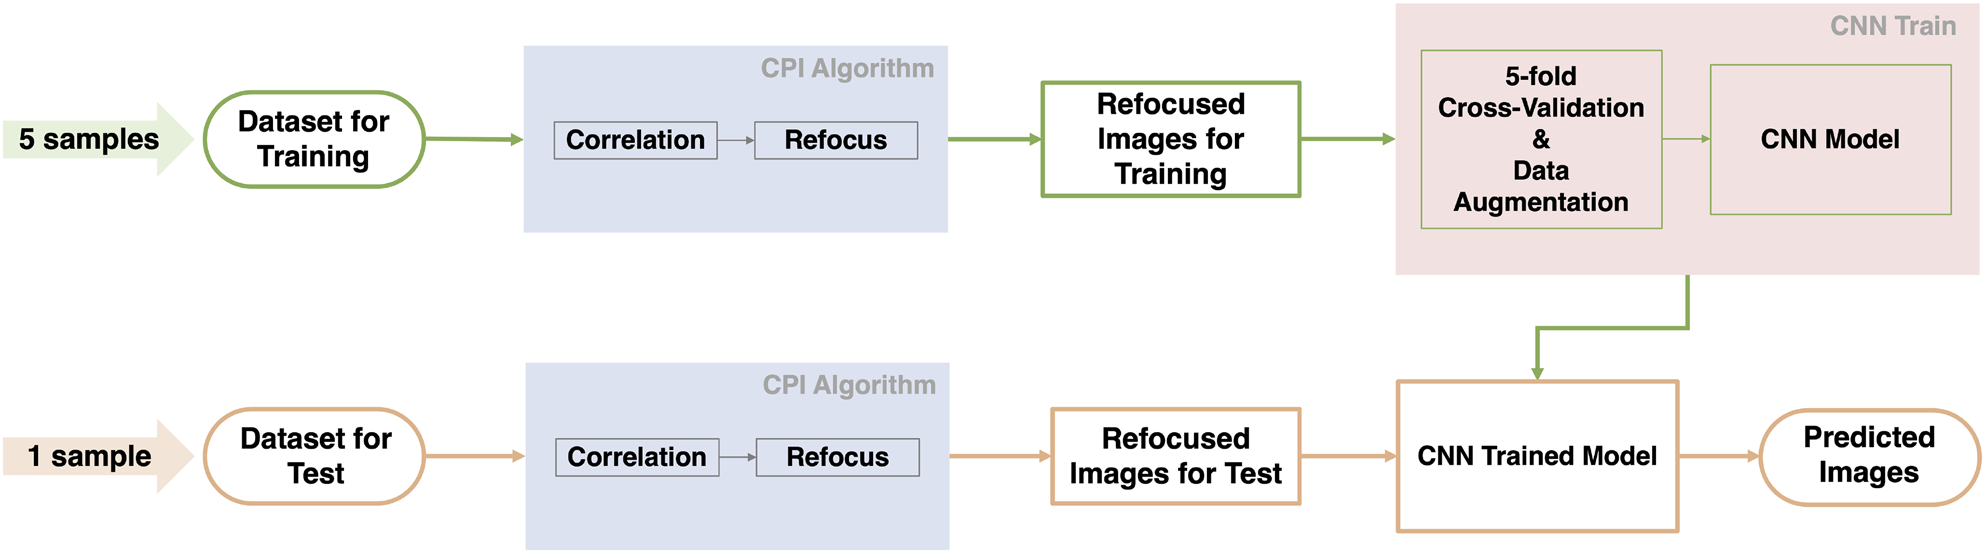 CNN Train
CPI Algorithm
5 samples
Dataset for
Training
Correlation
Refocus
Refocused
Images for
Training
5-fold
Cross-Validation
&
Data
Augmentation
CNN Model
CPI Algorithm
1 sample
Dataset for
Test
Correlation
Refocus
Refocused
Images for Test
CNN Trained Model
Predicted
Images